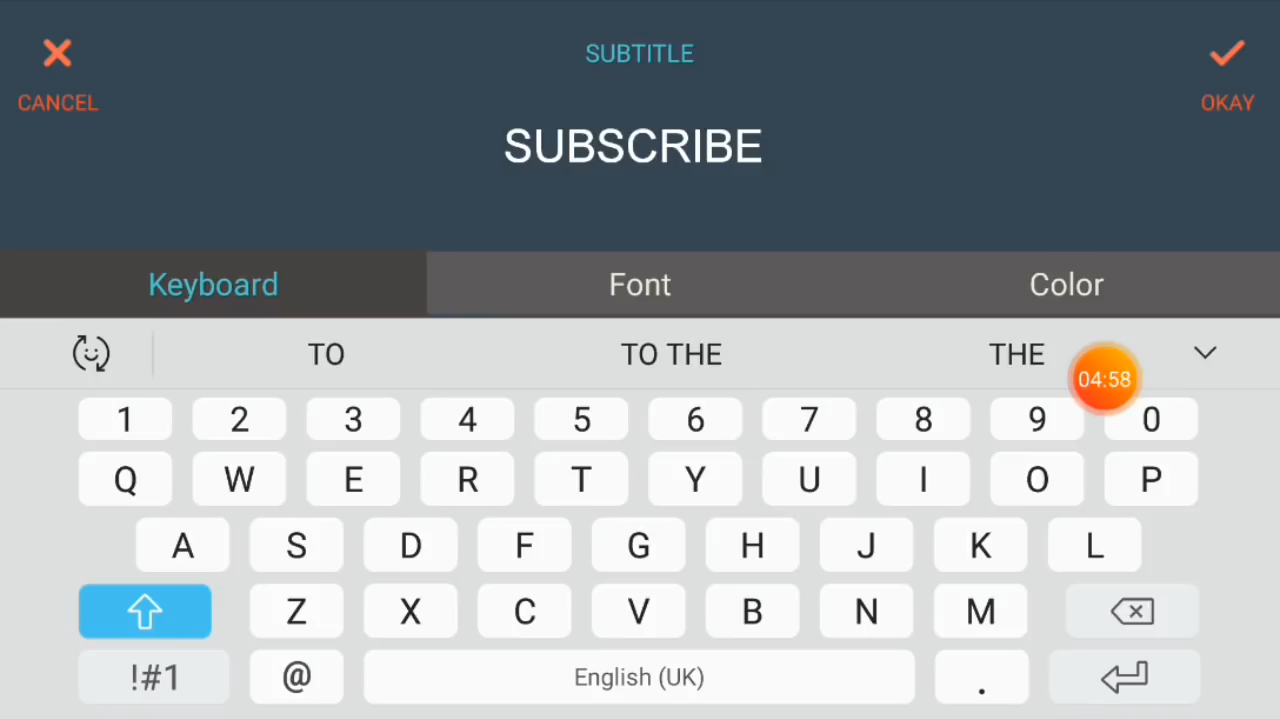 SUBTITLE
CANCEL
OKAY
SUBSCRIBE
Keyboard Font Color
TO TO THE THE
04:58
1 2 3 4 5 6 7 8 9 0
Q W E R T Y U I O P
A S D F G H J K L
Z X C V B N M
!#1 @ English (UK) .